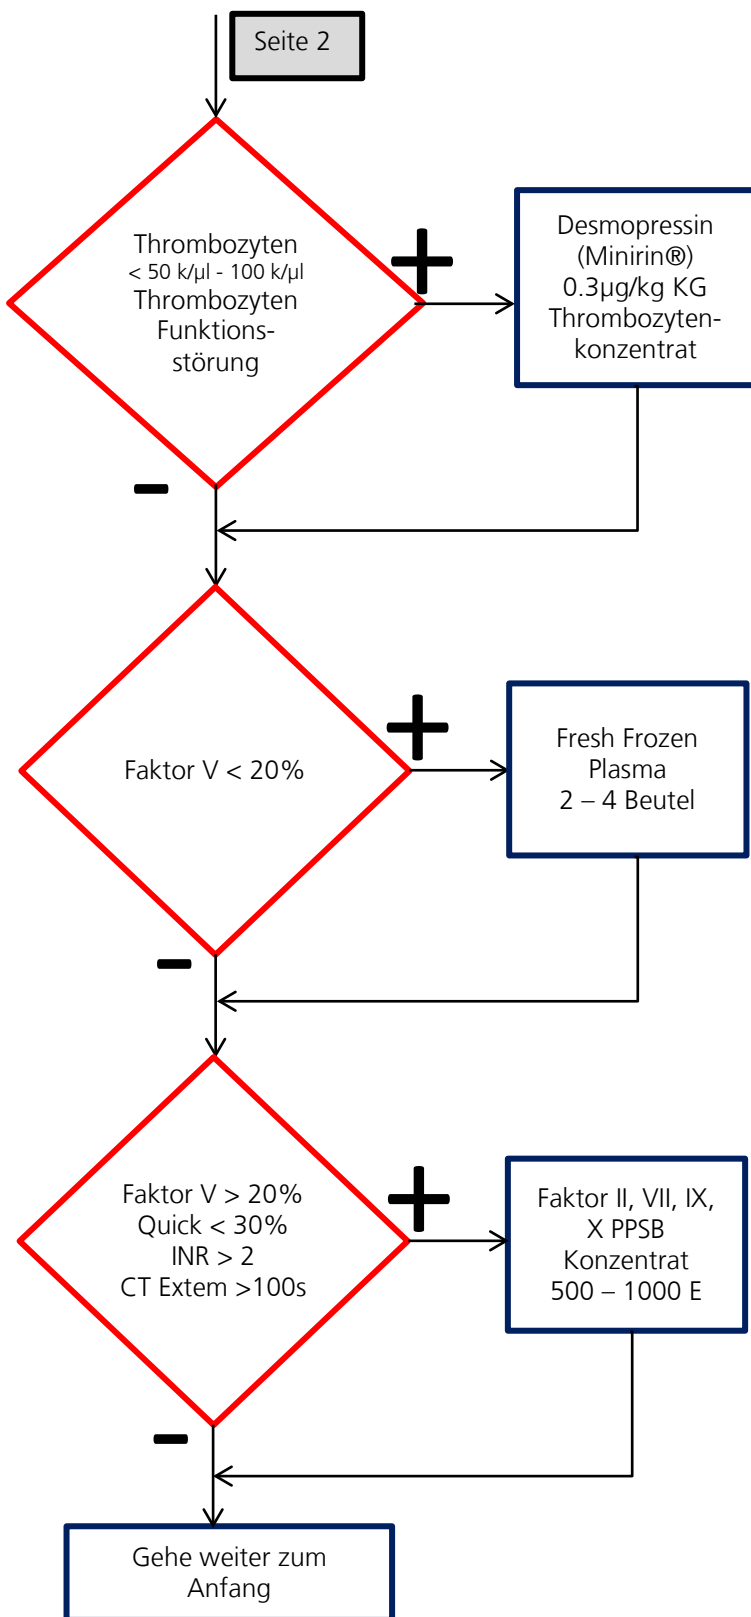 Seite 2
Thrombozyten
< 50 k/µl - 100 k/µl
Thrombozyten
Funktions-
störung
+
Desmopressin
(Minirin®)
0.3µg/kg KG
Thrombozyten-
konzentrat
-
Faktor V < 20%
+
Fresh Frozen
Plasma
2 – 4 Beutel
-
Faktor V > 20%
Quick < 30%
INR > 2
CT Extem >100s
+
Faktor II, VII, IX,
X PPSB
Konzentrat
500 – 1000 E
-
Gehe weiter zum
Anfang